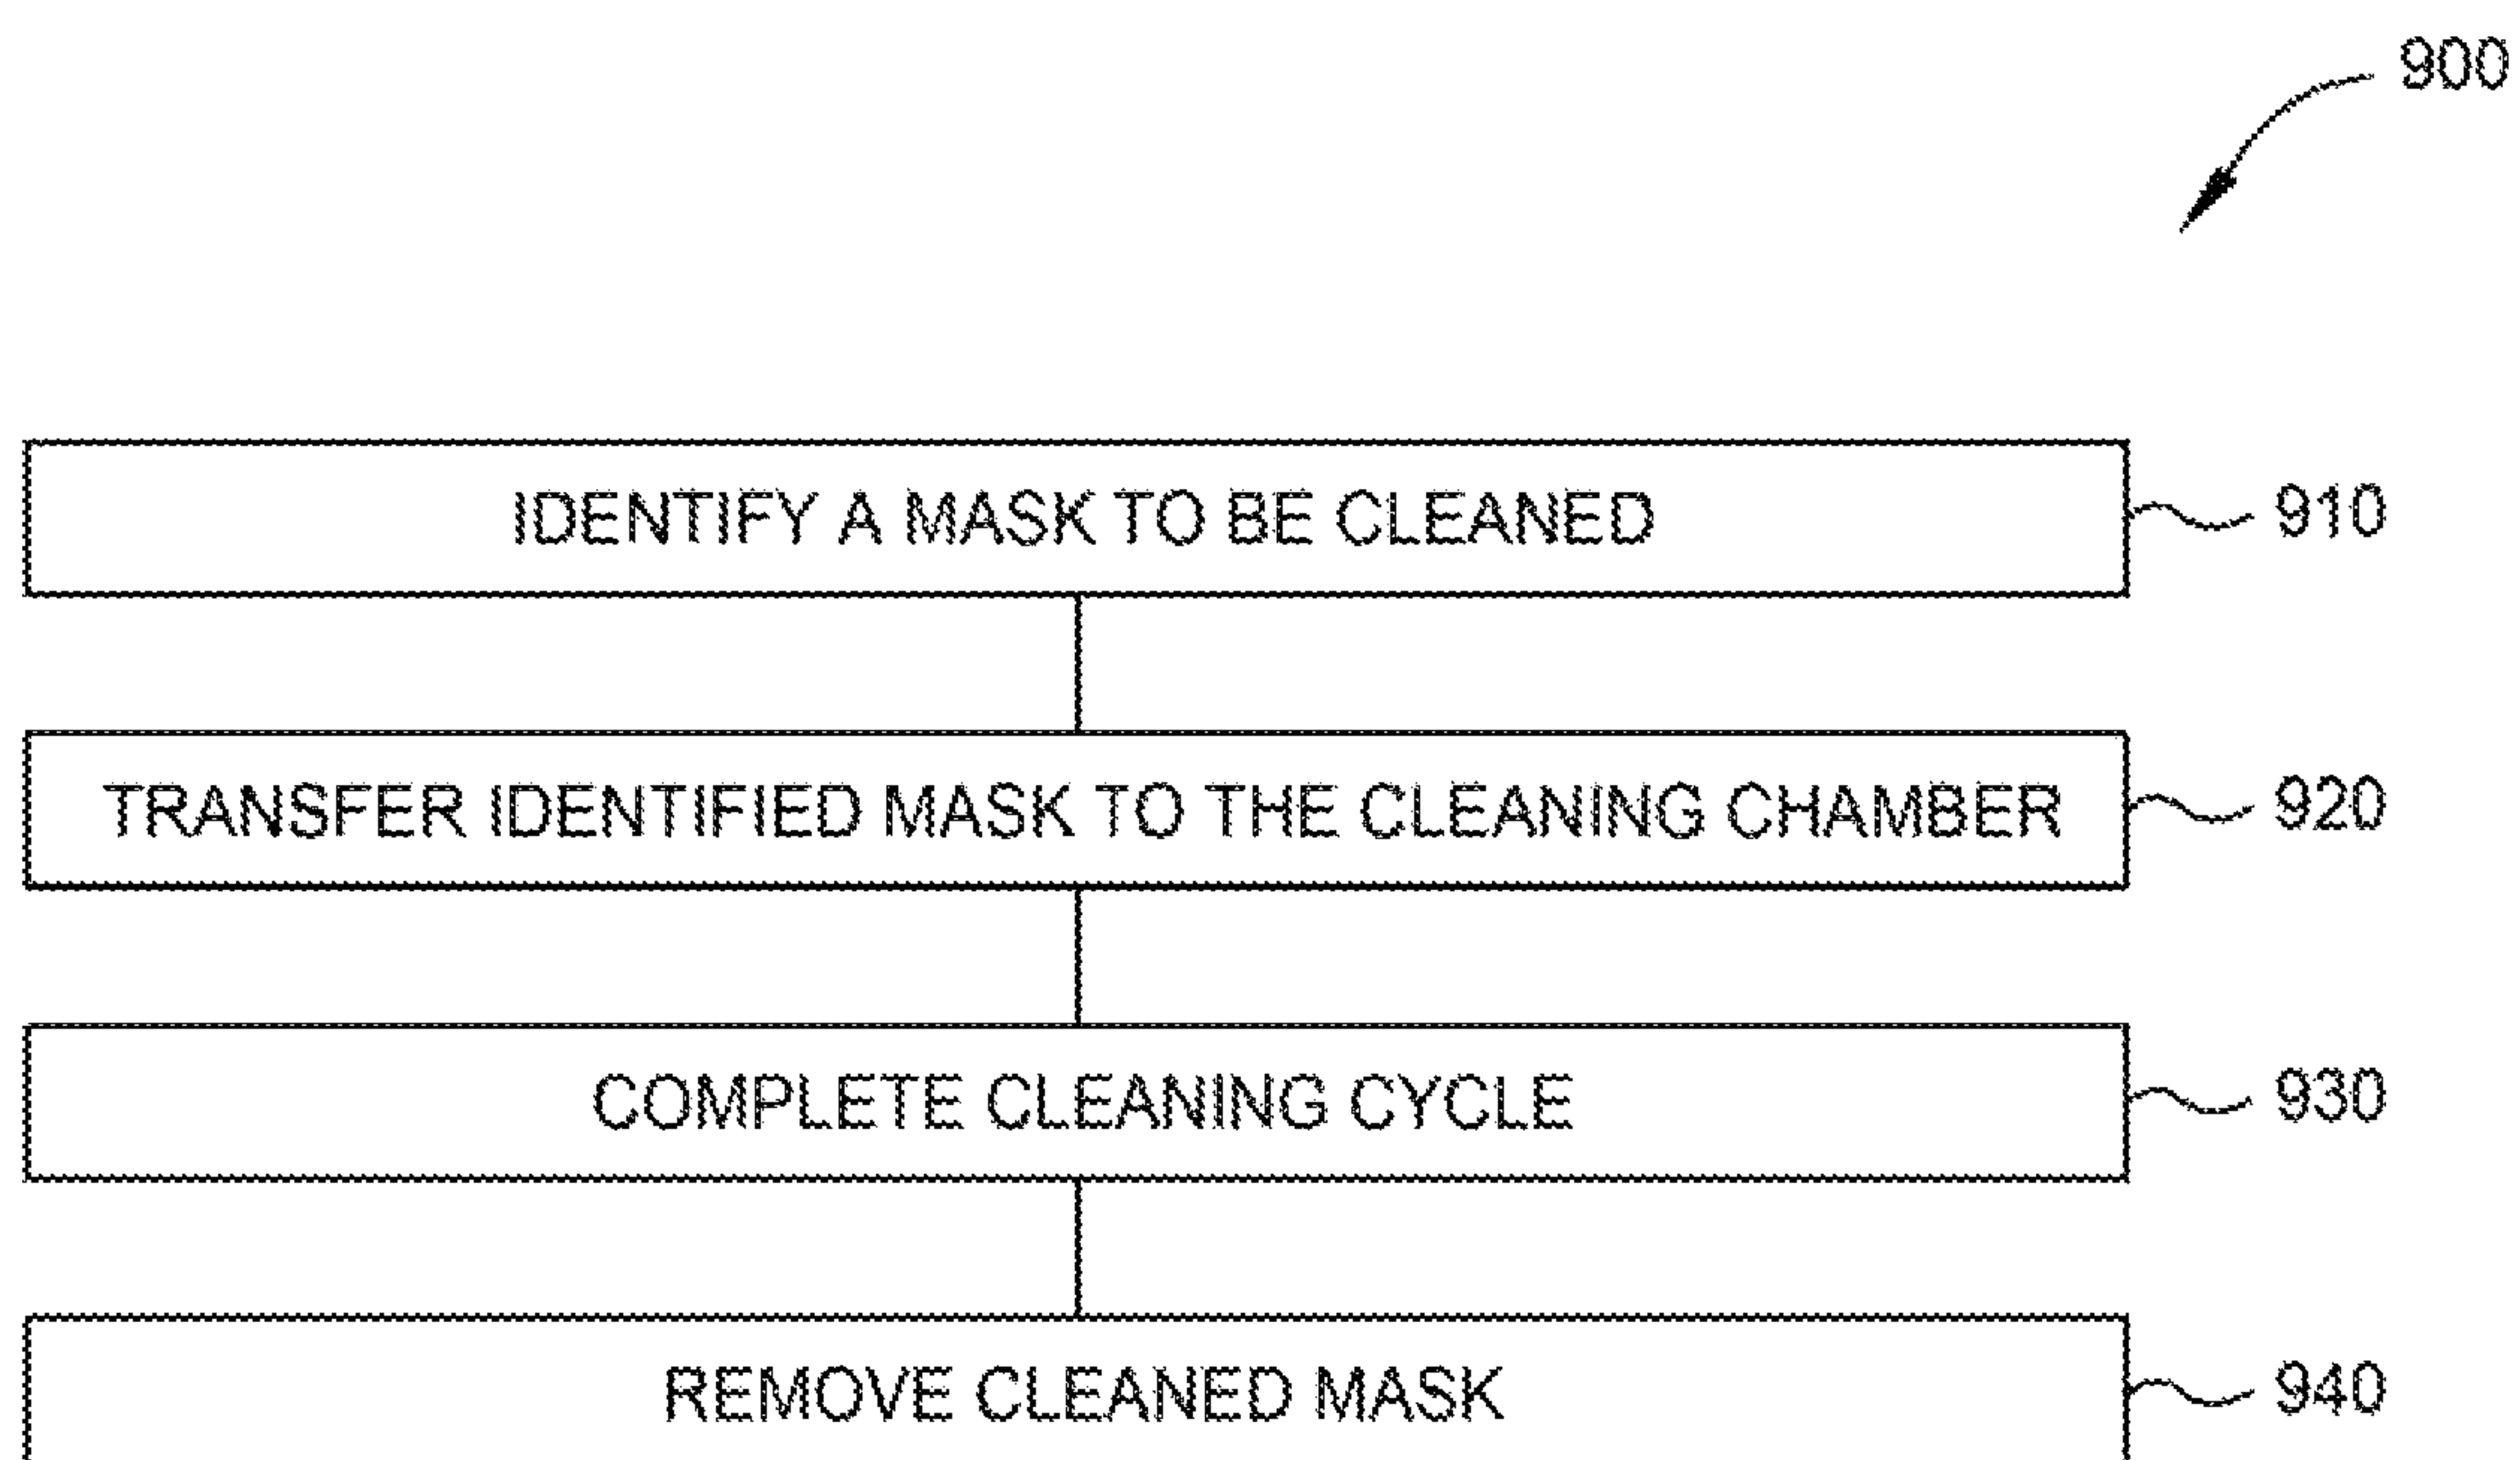 900
IDENTIFY A MASK TO BE CLEANED 910
TRANSFER IDENTIFIED MASK TO THE CLEANING CHAMBER 920
COMPLETE CLEANING CYCLE 930
REMOVE CLEANED MASK 940